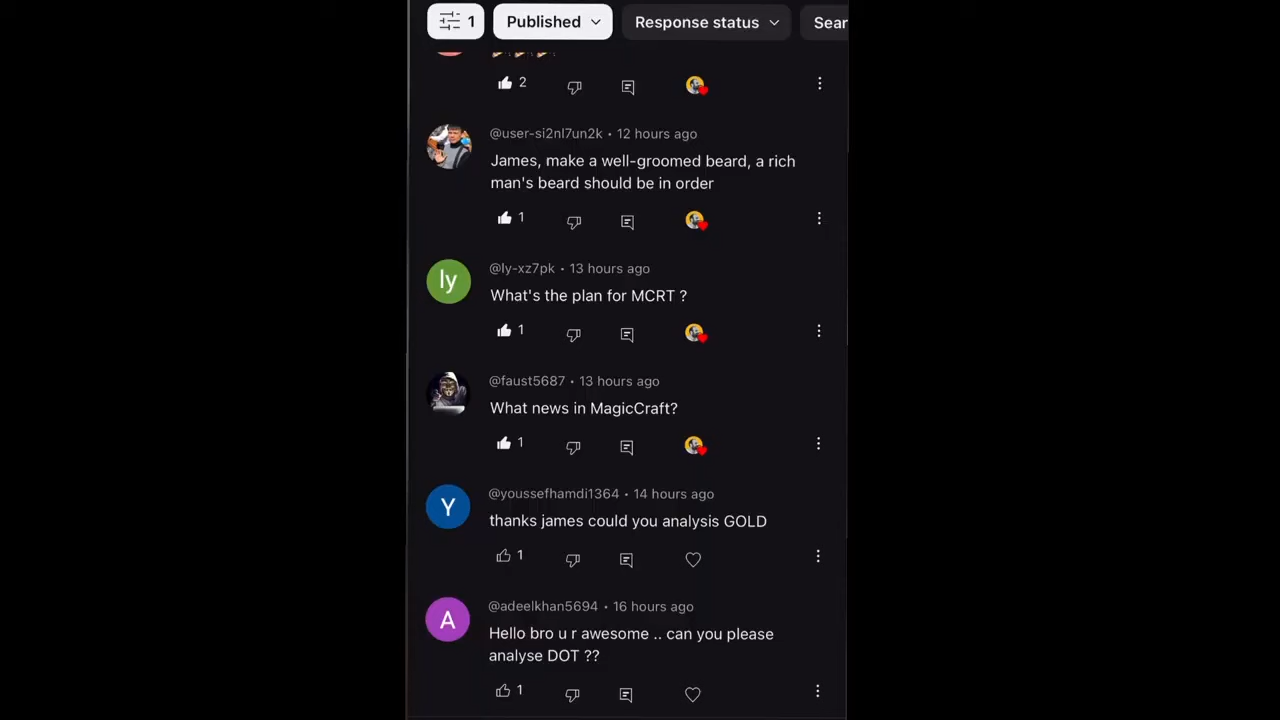 1
Published
Response status
Sear
2
@user-si2nl7un2k • 12 hours ago
James, make a well-groomed beard, a rich
man's beard should be in order
1
ly
@ly-xz7pk • 13 hours ago
What's the plan for MCRT ?
1
@faust5687 • 13 hours ago
What news in MagicCraft?
1
Y
@youssefhamdi1364 • 14 hours ago
thanks james could you analysis GOLD
1
A
@adeelkhan5694 • 16 hours ago
Hello bro u r awesome .. can you please
analyse DOT ??
1